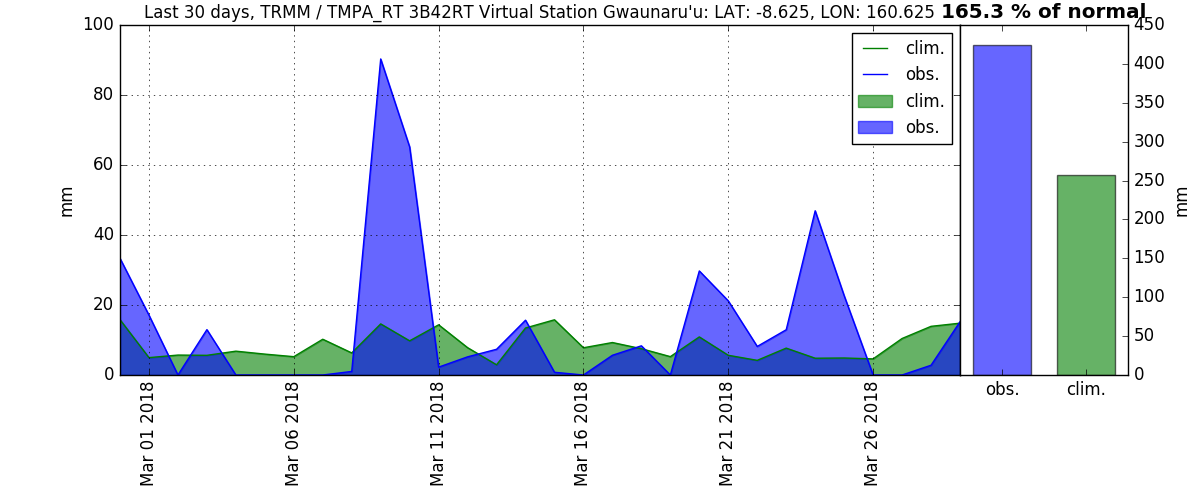 Last 30 days, TRMM / TMPA_RT 3B42RT Virtual Station Gwaunaru'u: LAT: -8.625, LON: 160.625 165.3 % of normal
100
80
60
40
20
0
mm
clim.
obs.
clim.
obs.
Mar 01 2018
Mar 06 2018
Mar 11 2018
Mar 16 2018
Mar 21 2018
Mar 26 2018
450
400
350
300
250
200
150
100
50
0
mm
obs.
clim.